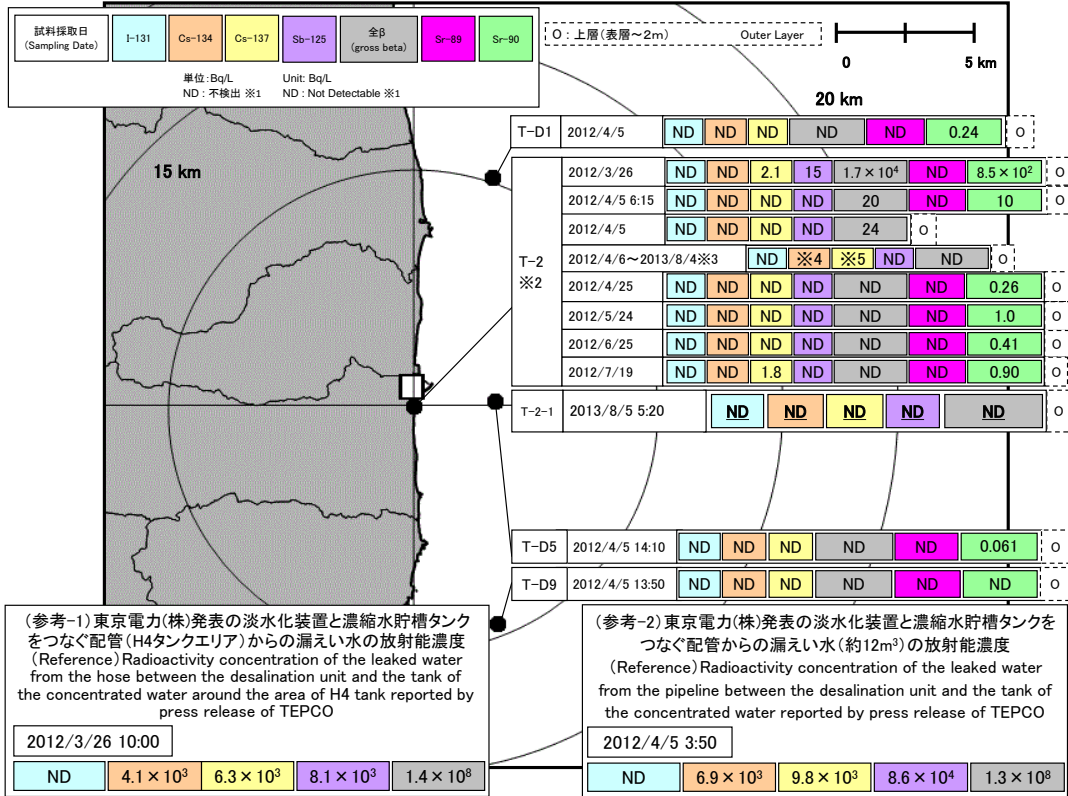 試料採取日
(Sampling Date)
I-131
Cs-134
Cs-137
Sb-125
全β
(gross beta)
Sr-89
Sr-90
単位:Bq/L
Unit: Bq/L
ND : 不検出 ※1
ND : Not Detectable ※1
O : 上層(表層～2m)
Outer Layer
0
5 km
20 km
15 km
T-D1 2012/4/5 ND ND ND ND ND 0.24 O
T-2
※2
2012/3/26 ND ND 2.1 15 1.7×10⁴ ND 8.5×10² O
2012/4/5 6:15 ND ND ND ND 20 ND 10 O
2012/4/5 ND ND ND ND 24 O
2012/4/6～2013/8/4※3 ND ※4 ※5 ND ND O
2012/4/25 ND ND ND ND ND ND 0.26 O
2012/5/24 ND ND ND ND ND ND 1.0 O
2012/6/25 ND ND ND ND ND ND 0.41 O
2012/7/19 ND ND 1.8 ND ND ND 0.90 O
T-2-1 2013/8/5 5:20 ND ND ND ND ND O
T-D5 2012/4/5 14:10 ND ND ND ND ND 0.061 O
T-D9 2012/4/5 13:50 ND ND ND ND ND ND O
(参考-1)東京電力(株)発表の淡水化装置と濃縮水貯槽タンク
をつなぐ配管(H4タンクエリア)からの漏えい水の放射能濃度
(Reference) Radioactivity concentration of the leaked water
from the hose between the desalination unit and the tank of
the concentrated water around the area of H4 tank reported by
press release of TEPCO
2012/3/26 10:00
ND 4.1×10³ 6.3×10³ 8.1×10³ 1.4×10⁸
(参考-2)東京電力(株)発表の淡水化装置と濃縮水貯槽タンクを
つなぐ配管からの漏えい水(約12m³)の放射能濃度
(Reference) Radioactivity concentration of the leaked water
from the pipeline between the desalination unit and the tank of
the concentrated water reported by press release of TEPCO
2012/4/5 3:50
ND 6.9×10³ 9.8×10³ 8.6×10⁴ 1.3×10⁸